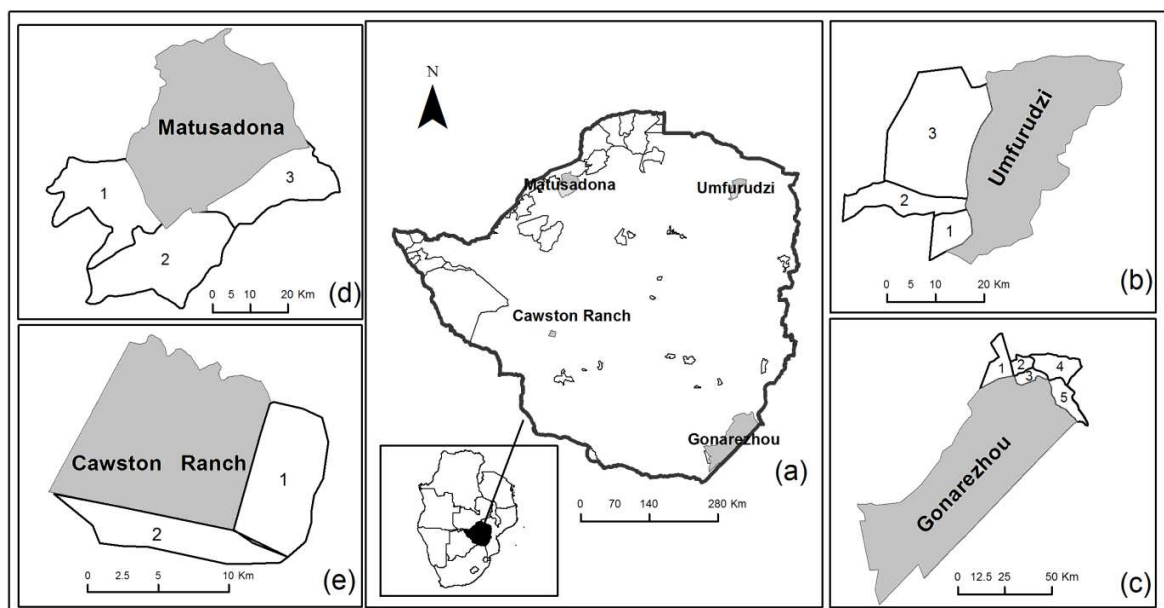 Matusadona
1
3
2
0 5 10 20 Km
(d)
Cawston Ranch
1
2
0 2.5 5 10 Km
(e)
N
Matusadona
Umfurudzi
Cawston Ranch
Gonarezhou
(a)
0 70 140 280 Km
3
Umfurudzi
2
1
0 5 10 20 Km
(b)
1
2
4
3
5
Gonarezhou
0 12.5 25 50 Km
(c)